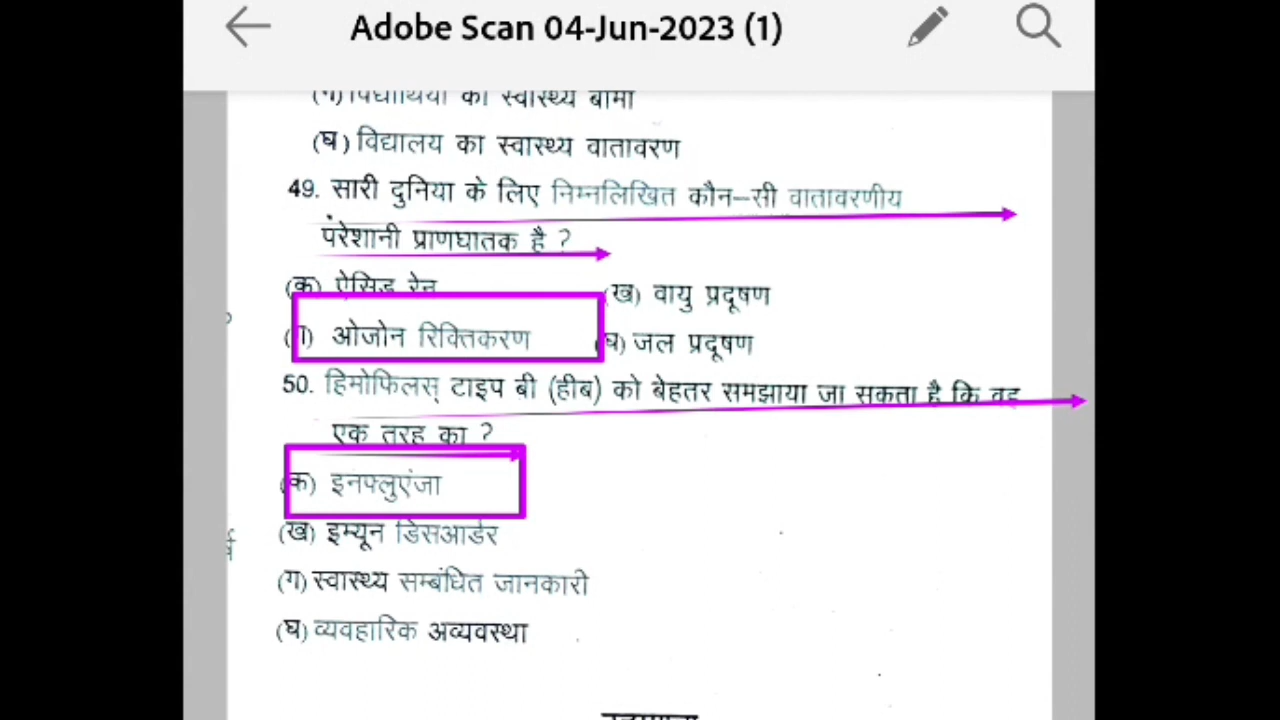 Adobe Scan 04-Jun-2023 (1)
(ग) विद्यार्थियों का स्वास्थ्य बीमा
(घ) विद्यालय का स्वास्थ्य वातावरण
49. सारी दुनिया के लिए निम्नलिखित कौन-सी वातावरणीय
परेशानी प्राणघातक है ?
(क) ऐसिड रेन (ख) वायु प्रदूषण
(ग) ओजोन रिक्तिकरण (घ) जल प्रदूषण
50. हिमोफिलस् टाइप बी (हीब) को बेहतर समझाया जा सकता है कि वह
एक तरह का ?
(क) इनफ्लुएंजा
(ख) इम्यून डिसआर्डर
(ग) स्वास्थ्य सम्बंधित जानकारी
(घ) व्यवहारिक अव्यवस्था